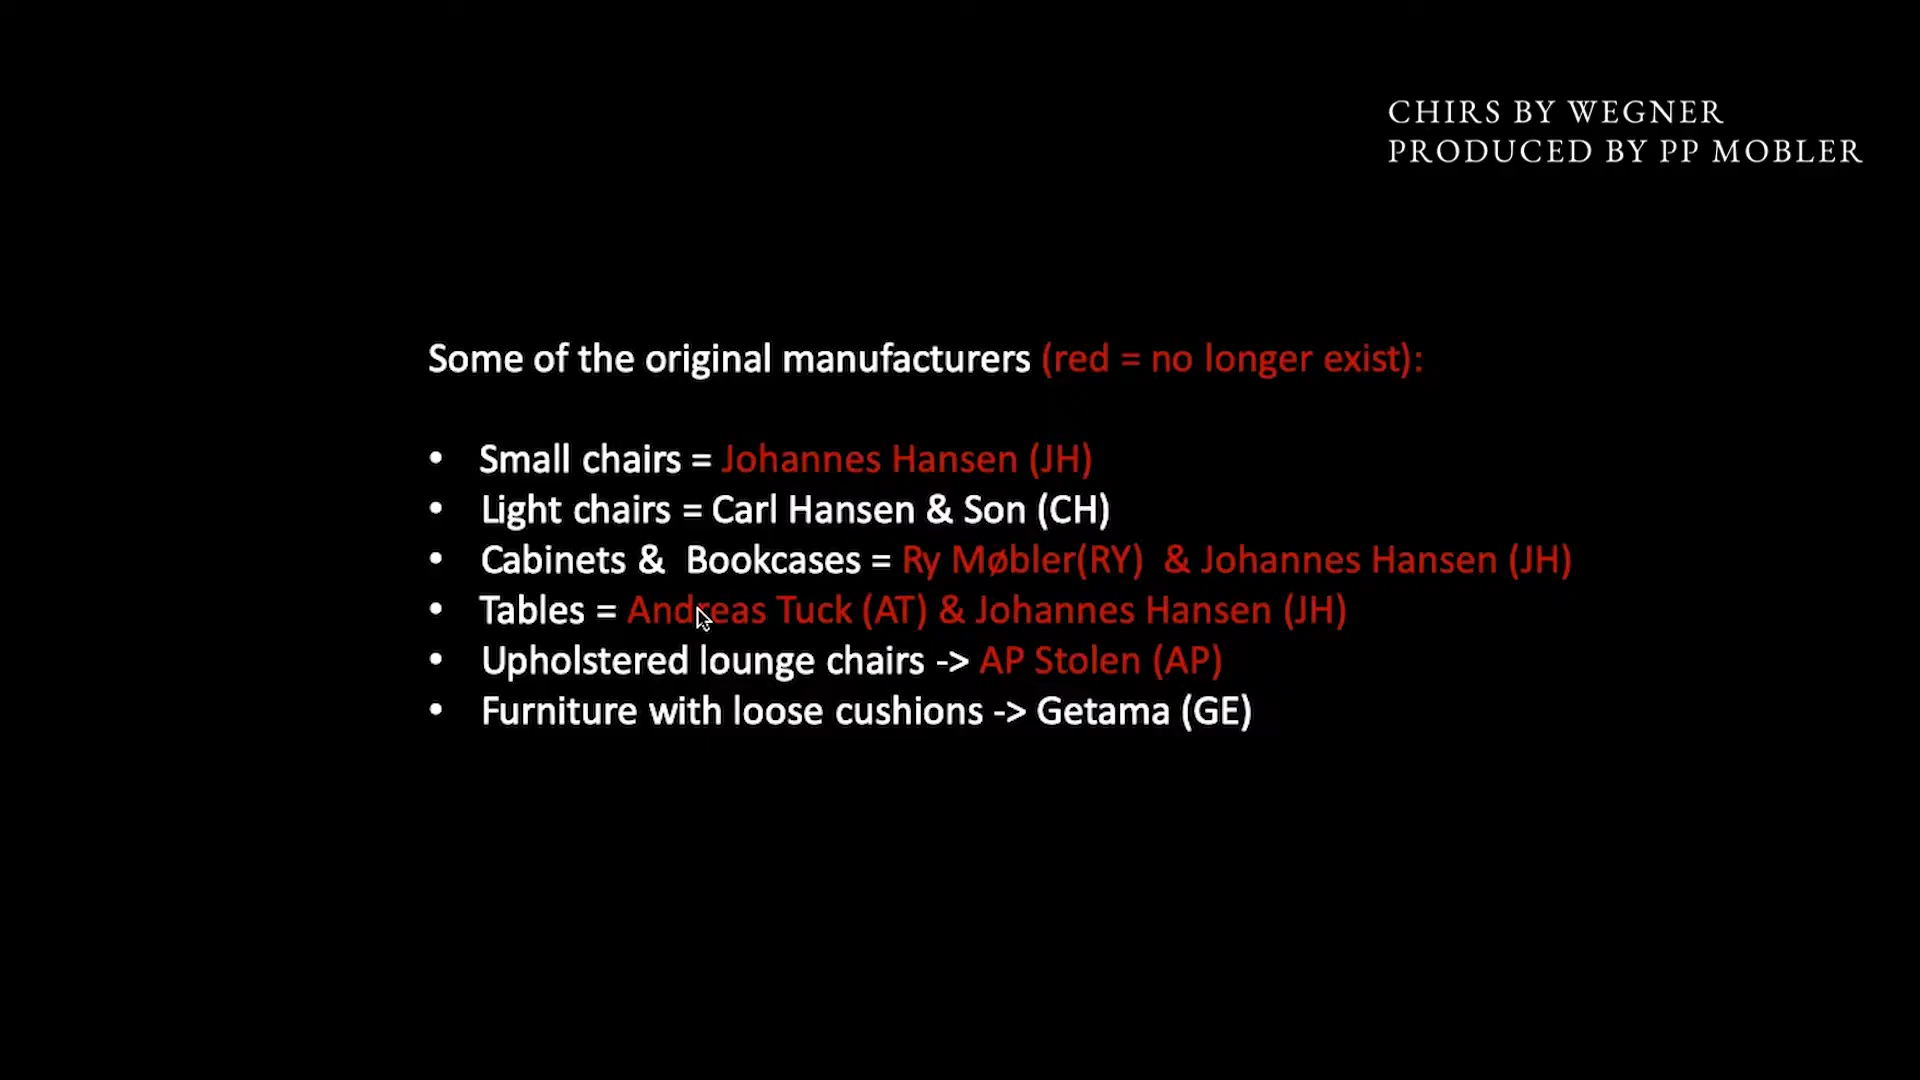 CHIRS BY WEGNER
PRODUCED BY PP MOBLER
Some of the original manufacturers (red = no longer exist):
• Small chairs = Johannes Hansen (JH)
• Light chairs = Carl Hansen & Son (CH)
• Cabinets & Bookcases = Ry Møbler(RY) & Johannes Hansen (JH)
• Tables = Andreas Tuck (AT) & Johannes Hansen (JH)
• Upholstered lounge chairs -> AP Stolen (AP)
• Furniture with loose cushions -> Getama (GE)